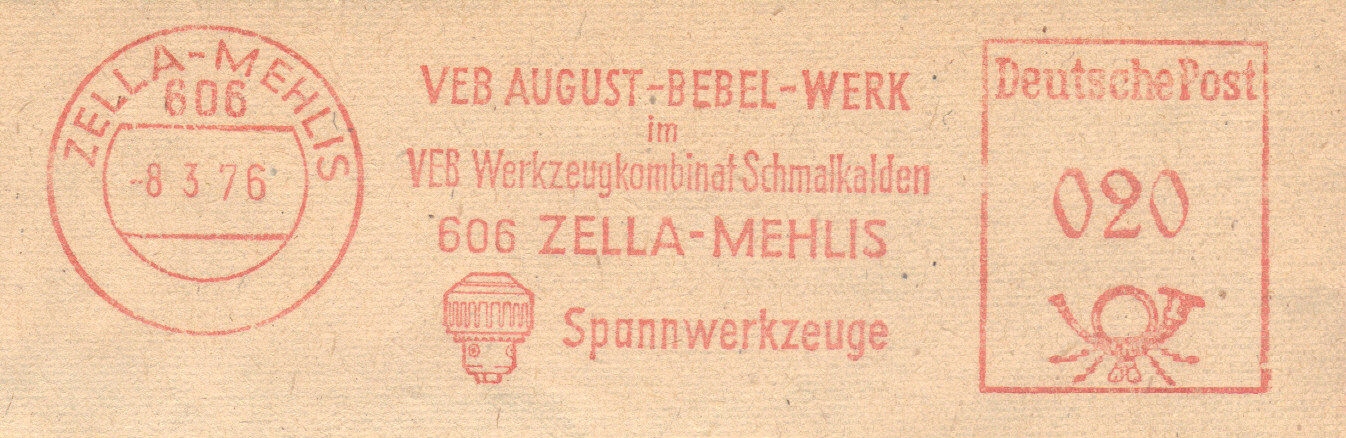 ZELLA-MEHLIS
606
-8 3 76
VEB AUGUST-BEBEL-WERK
im
VEB Werkzeugkombinat Schmalkalden
606 ZELLA-MEHLIS
Spannwerkzeuge
Deutsche Post
020